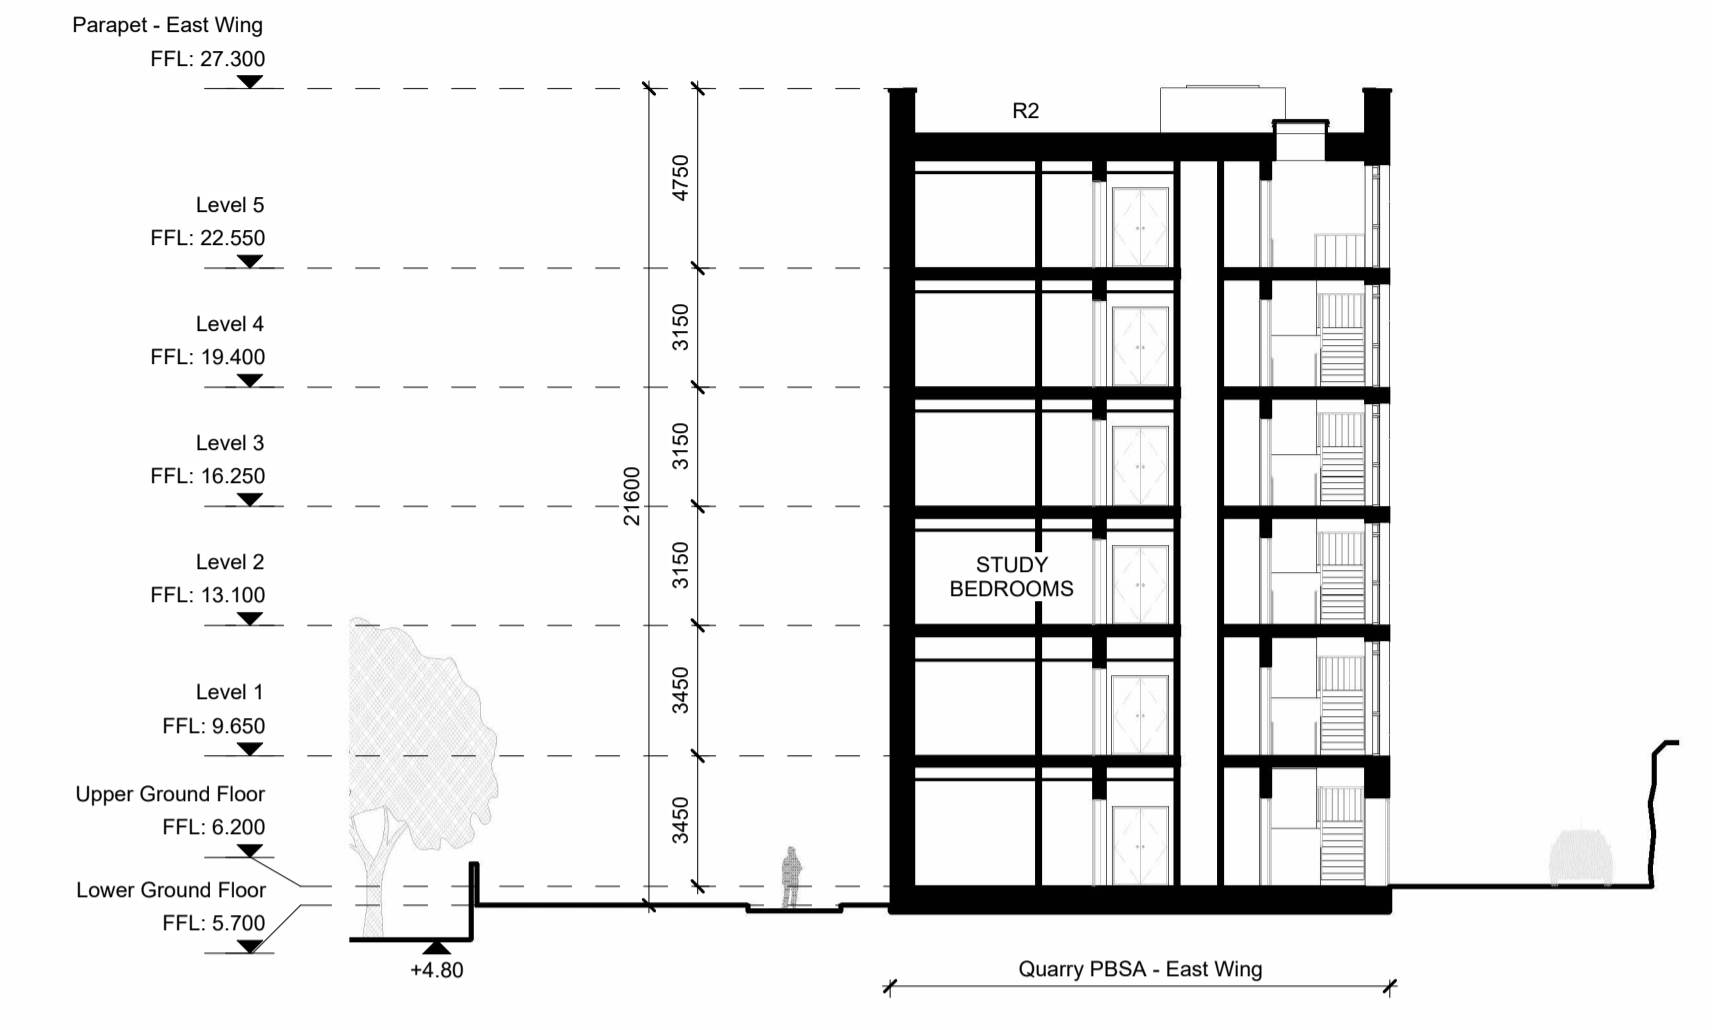 Parapet - East Wing
FFL: 27.300
R2
4750
Level 5
FFL: 22.550
3150
Level 4
FFL: 19.400
3150
Level 3
FFL: 16.250
21600
3150
Level 2
FFL: 13.100
STUDY
BEDROOMS
3450
Level 1
FFL: 9.650
3450
Upper Ground Floor
FFL: 6.200
Lower Ground Floor
FFL: 5.700
+4.80
Quarry PBSA - East Wing